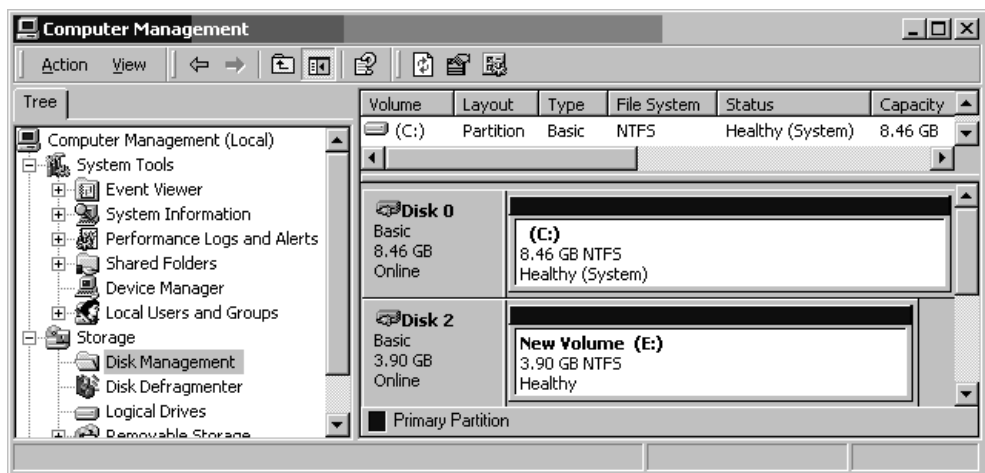 Computer Management
Action View
Tree
Computer Management (Local)
System Tools
Event Viewer
System Information
Performance Logs and Alerts
Shared Folders
Device Manager
Local Users and Groups
Storage
Disk Management
Disk Defragmenter
Logical Drives
Removable Storage
Volume Layout Type File System Status Capacity
(C:) Partition Basic NTFS Healthy (System) 8.46 GB
Disk 0
Basic
8.46 GB
Online
(C:)
8.46 GB NTFS
Healthy (System)
Disk 2
Basic
3.90 GB
Online
New Volume (E:)
3.90 GB NTFS
Healthy
Primary Partition